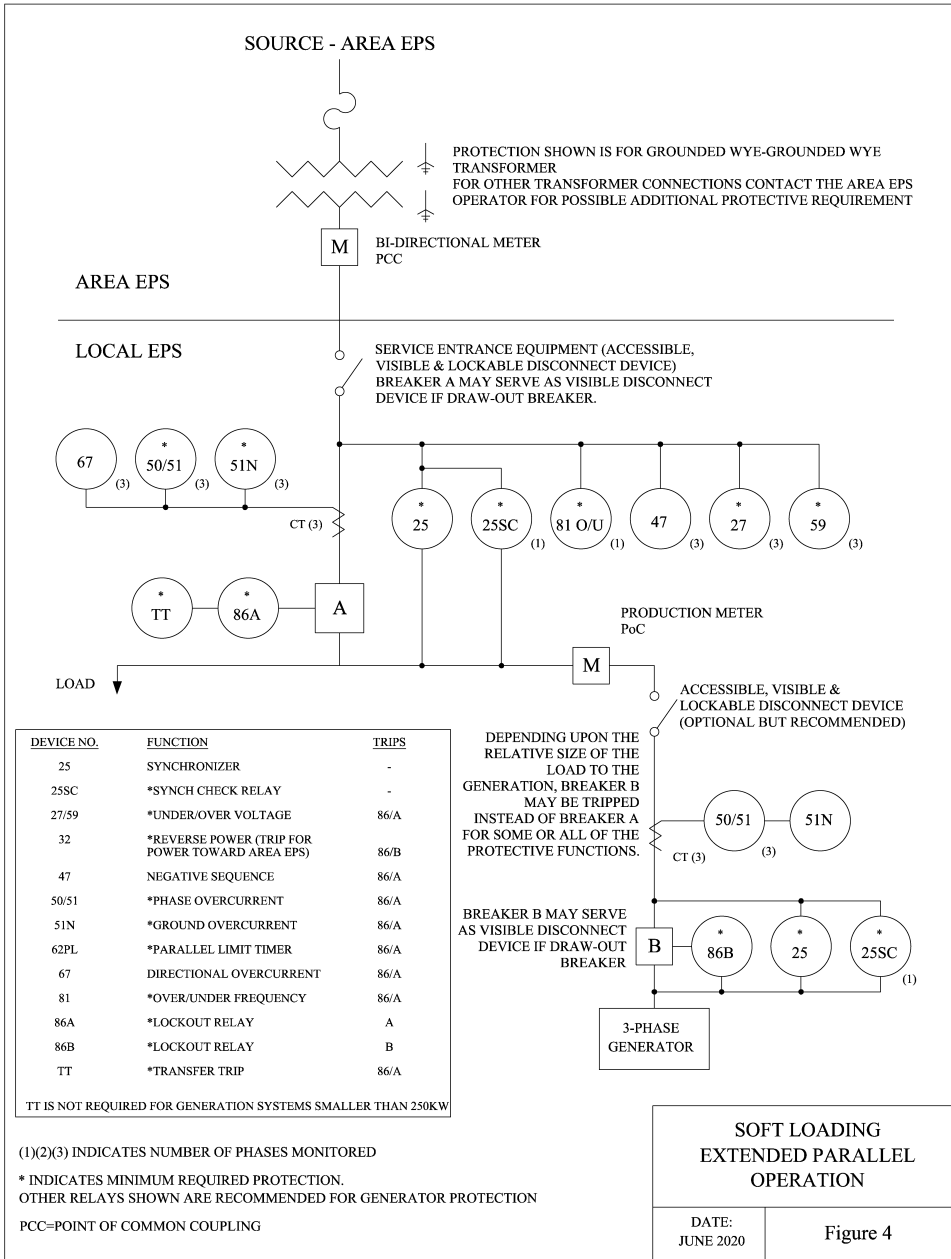 SOURCE - AREA EPS
PROTECTION SHOWN IS FOR GROUNDED WYE-GROUNDED WYE
TRANSFORMER
FOR OTHER TRANSFORMER CONNECTIONS CONTACT THE AREA EPS
OPERATOR FOR POSSIBLE ADDITIONAL PROTECTIVE REQUIREMENT
M
BI-DIRECTIONAL METER
PCC
AREA EPS
LOCAL EPS
SERVICE ENTRANCE EQUIPMENT (ACCESSIBLE,
VISIBLE & LOCKABLE DISCONNECT DEVICE)
BREAKER A MAY SERVE AS VISIBLE DISCONNECT
DEVICE IF DRAW-OUT BREAKER.
67
(3)
*
50/51
(3)
*
51N
(3)
CT (3)
*
25
*
25SC
(1)
*
81 O/U
(1)
47
(3)
*
27
(3)
*
59
(3)
*
TT
*
86A
A
PRODUCTION METER
PoC
M
LOAD
ACCESSIBLE, VISIBLE &
LOCKABLE DISCONNECT DEVICE
(OPTIONAL BUT RECOMMENDED)
DEPENDING UPON THE
RELATIVE SIZE OF THE
LOAD TO THE
GENERATION, BREAKER B
MAY BE TRIPPED
INSTEAD OF BREAKER A
FOR SOME OR ALL OF THE
PROTECTIVE FUNCTIONS.
CT (3)
50/51
(3)
51N
BREAKER B MAY SERVE
AS VISIBLE DISCONNECT
DEVICE IF DRAW-OUT
BREAKER
B
*
86B
*
25
*
25SC
(1)
3-PHASE
GENERATOR
DEVICE NO. FUNCTION TRIPS
25 SYNCHRONIZER -
25SC *SYNCH CHECK RELAY -
27/59 *UNDER/OVER VOLTAGE 86/A
32 *REVERSE POWER (TRIP FOR
POWER TOWARD AREA EPS) 86/B
47 NEGATIVE SEQUENCE 86/A
50/51 *PHASE OVERCURRENT 86/A
51N *GROUND OVERCURRENT 86/A
62PL *PARALLEL LIMIT TIMER 86/A
67 DIRECTIONAL OVERCURRENT 86/A
81 *OVER/UNDER FREQUENCY 86/A
86A *LOCKOUT RELAY A
86B *LOCKOUT RELAY B
TT *TRANSFER TRIP 86/A
TT IS NOT REQUIRED FOR GENERATION SYSTEMS SMALLER THAN 250KW
(1)(2)(3) INDICATES NUMBER OF PHASES MONITORED
* INDICATES MINIMUM REQUIRED PROTECTION.
OTHER RELAYS SHOWN ARE RECOMMENDED FOR GENERATOR PROTECTION
PCC=POINT OF COMMON COUPLING
SOFT LOADING
EXTENDED PARALLEL
OPERATION
DATE:
JUNE 2020
Figure 4